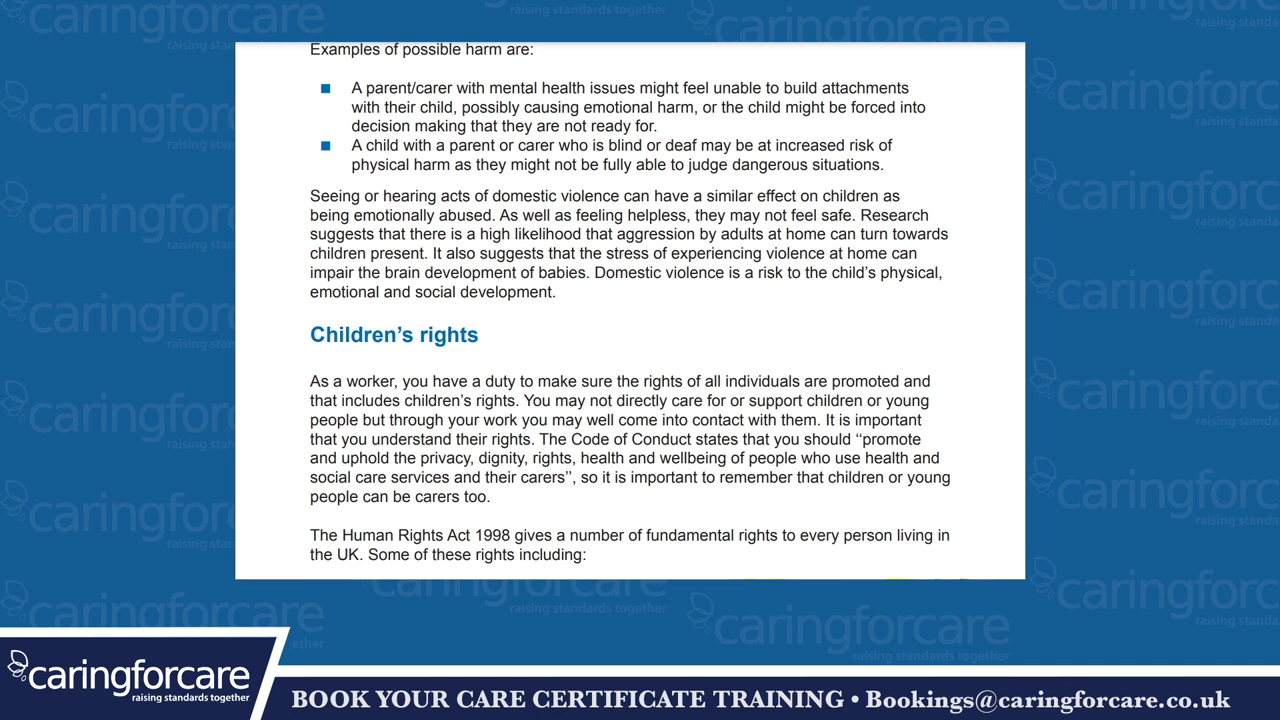 Examples of possible harm are:
A parent/carer with mental health issues might feel unable to build attachments
with their child, possibly causing emotional harm, or the child might be forced into
decision making that they are not ready for.
A child with a parent or carer who is blind or deaf may be at increased risk of
physical harm as they might not be fully able to judge dangerous situations.
Seeing or hearing acts of domestic violence can have a similar effect on children as
being emotionally abused. As well as feeling helpless, they may not feel safe. Research
suggests that there is a high likelihood that aggression by adults at home can turn towards
children present. It also suggests that the stress of experiencing violence at home can
impair the brain development of babies. Domestic violence is a risk to the child's physical,
emotional and social development.
Children's rights
As a worker, you have a duty to make sure the rights of all individuals are promoted and
that includes children's rights. You may not directly care for or support children or young
people but through your work you may well come into contact with them. It is important
that you understand their rights. The Code of Conduct states that you should ‘‘promote
and uphold the privacy, dignity, rights, health and wellbeing of people who use health and
social care services and their carers’’, so it is important to remember that children or young
people can be carers too.
The Human Rights Act 1998 gives a number of fundamental rights to every person living in
the UK. Some of these rights including:
caringforcare
raising standards together
BOOK YOUR CARE CERTIFICATE TRAINING • Bookings@caringforcare.co.uk